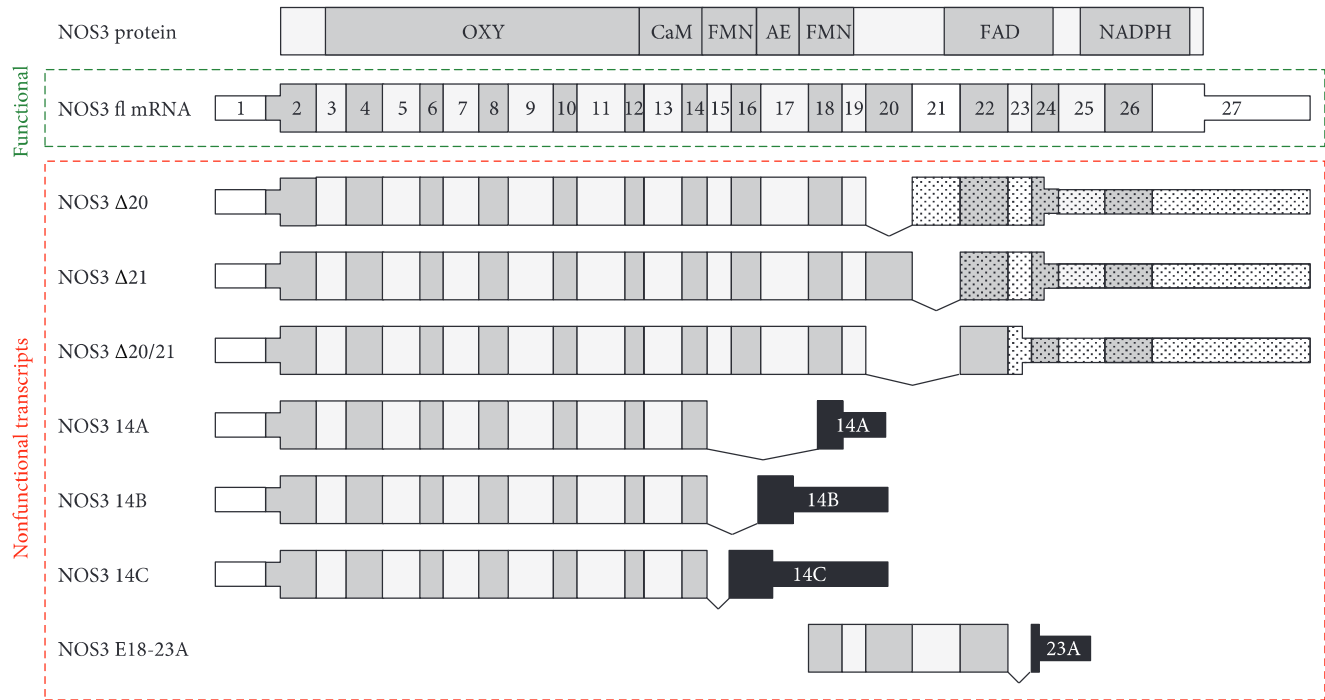 NOS3 protein OXY CaM FMN AE FMN FAD NADPH
Functional
NOS3 fl mRNA 1 2 3 4 5 6 7 8 9 10 11 12 13 14 15 16 17 18 19 20 21 22 23 24 25 26 27
Nonfunctional transcripts
NOS3 Δ20
NOS3 Δ21
NOS3 Δ20/21
NOS3 14A 14A
NOS3 14B 14B
NOS3 14C 14C
NOS3 E18-23A 23A